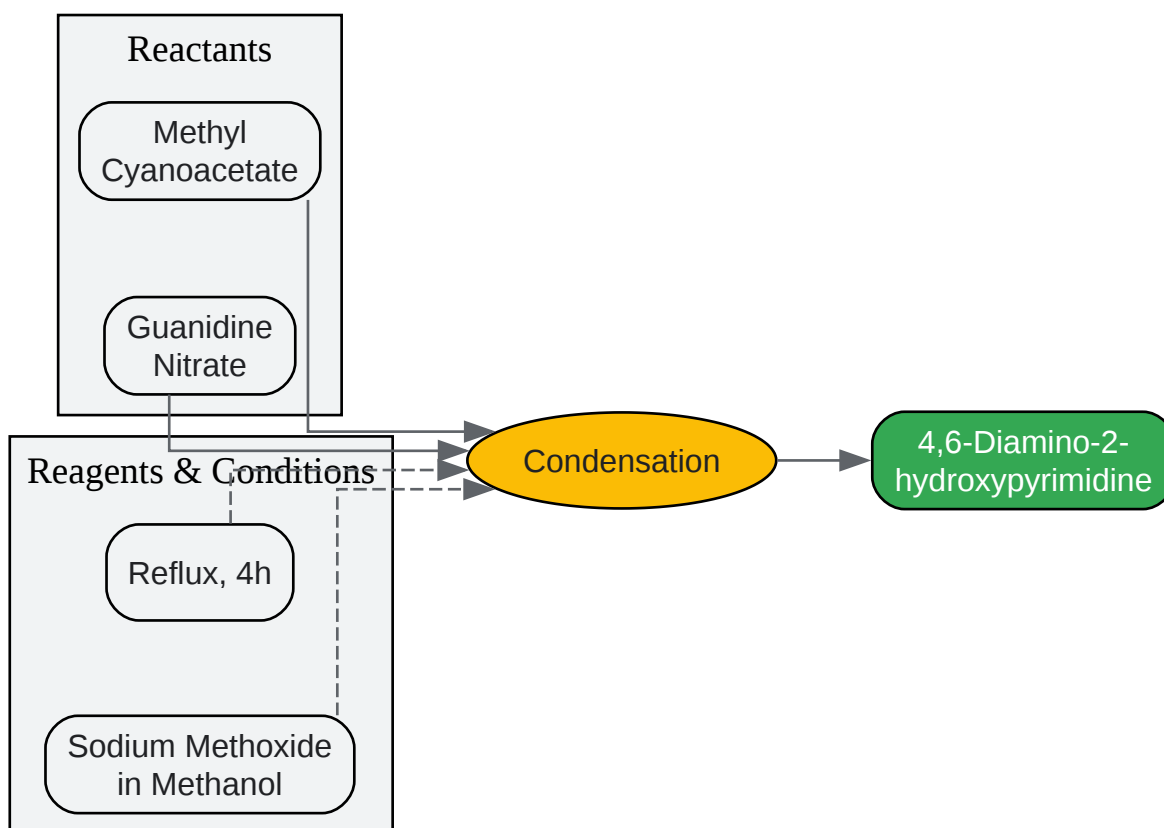 Reactants
Methyl
Cyanoacetate
Guanidine
Nitrate
Reagents & Conditions
Reflux, 4h
Sodium Methoxide
in Methanol
Condensation
4,6-Diamino-2-
hydroxypyrimidine